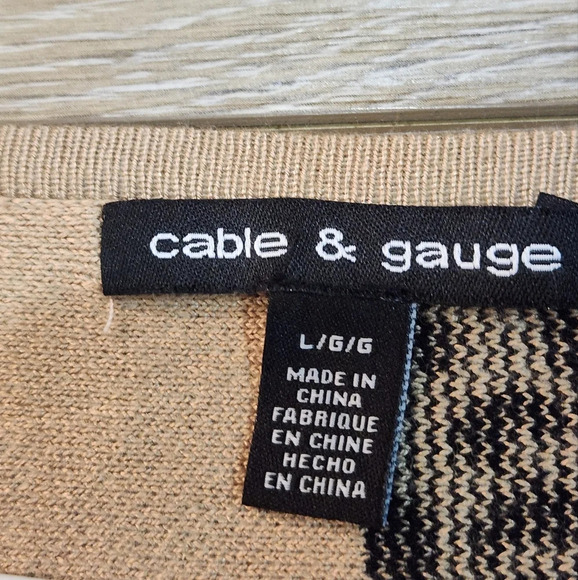 cable & gauge
L/G/G
MADE IN
CHINA
FABRIQUE
EN CHINE
HECHO
EN CHINA